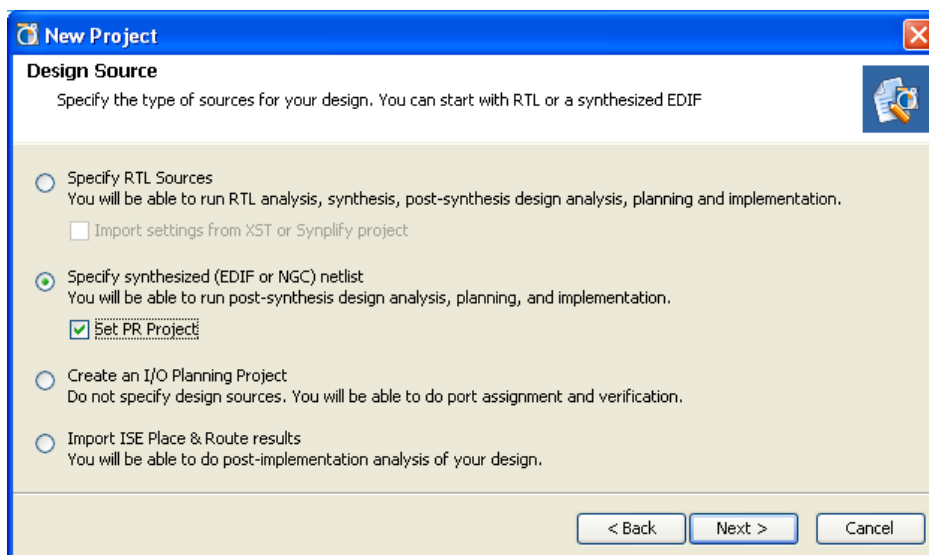 New Project
Design Source
Specify the type of sources for your design. You can start with RTL or a synthesized EDIF
Specify RTL Sources
You will be able to run RTL analysis, synthesis, post-synthesis design analysis, planning and implementation.
Import settings from XST or Synplify project
Specify synthesized (EDIF or NGC) netlist
You will be able to run post-synthesis design analysis, planning, and implementation.
Set PR Project
Create an I/O Planning Project
Do not specify design sources. You will be able to do port assignment and verification.
Import ISE Place & Route results
You will be able to do post-implementation analysis of your design.
< Back Next > Cancel